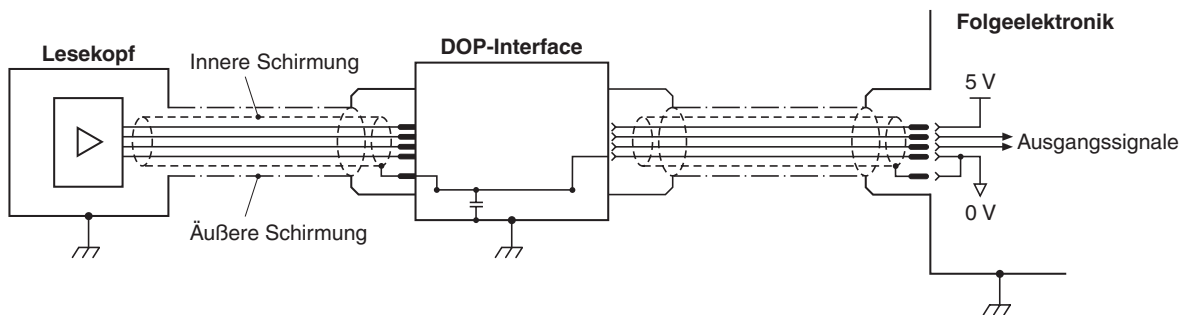 Folgeelektronik
Lesekopf
DOP-Interface
Innere Schirmung
5 V
Ausgangssignale
0 V
Äußere Schirmung